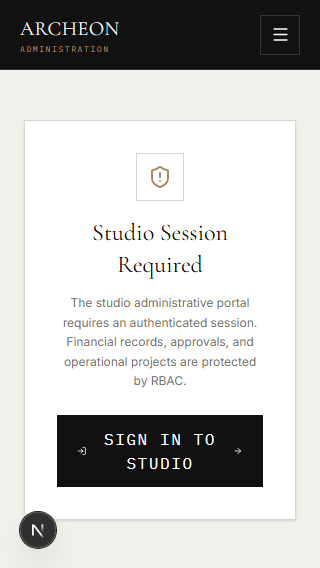 ARCHEON
ADMINISTRATION
Studio Session
Required
The studio administrative portal
requires an authenticated session.
Financial records, approvals, and
operational projects are protected
by RBAC.
SIGN IN TO
STUDIO
N